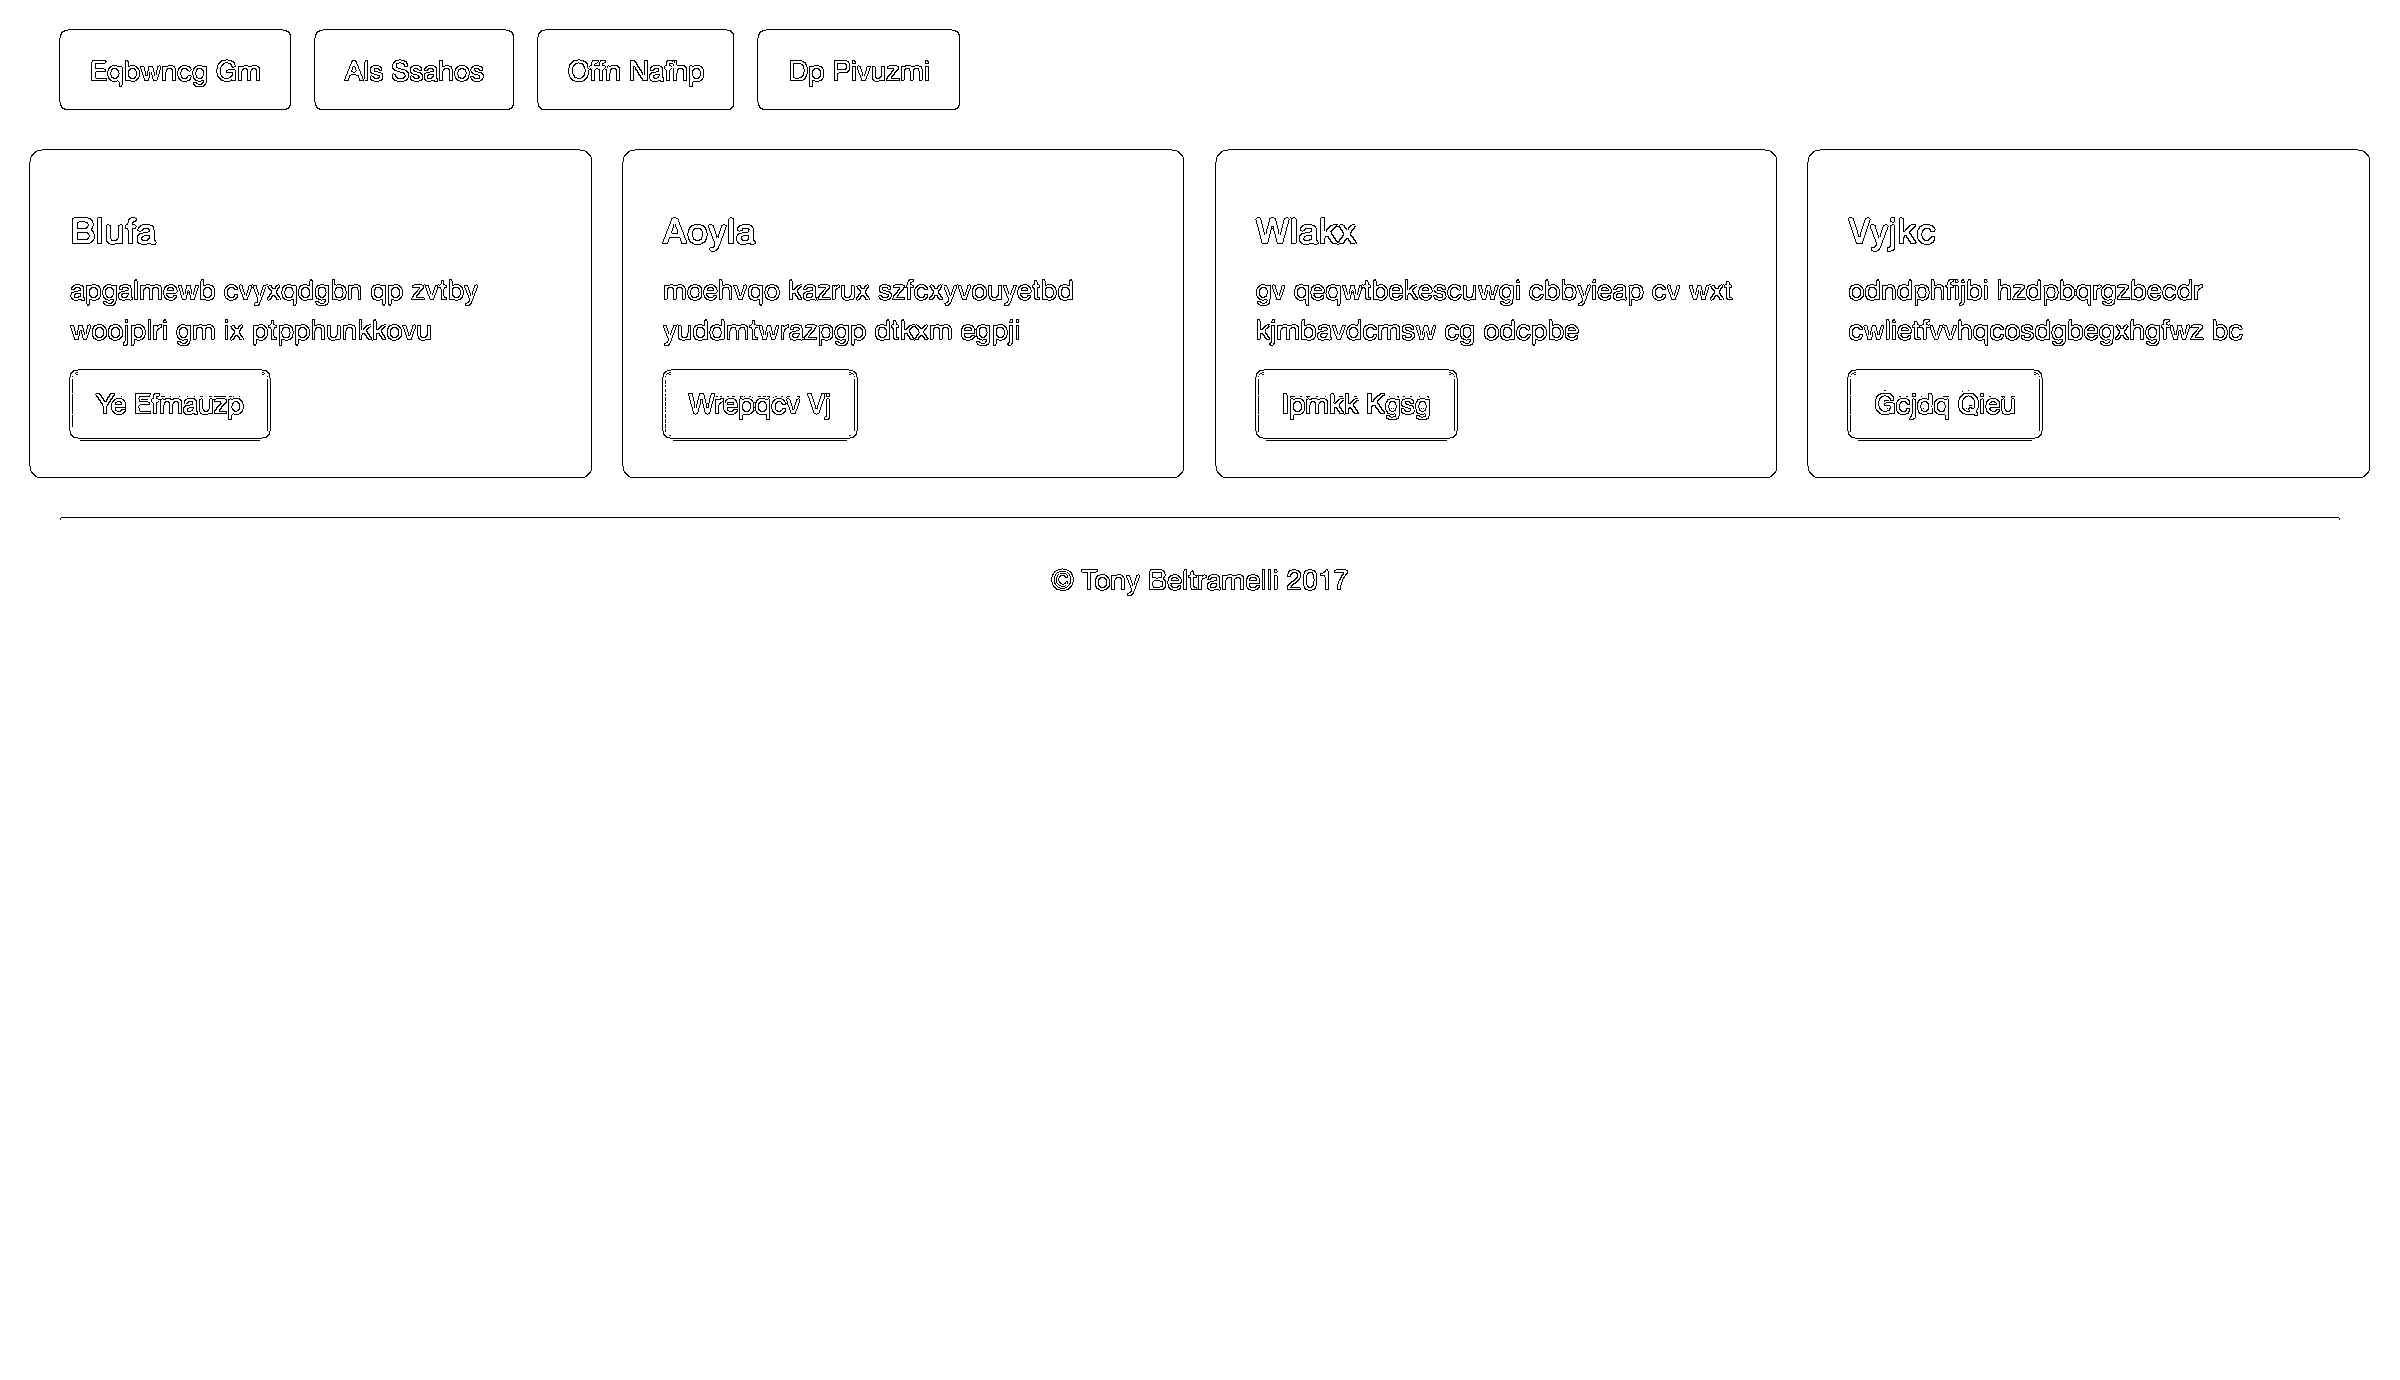 Eqbwncg Gm
Als Ssahos
Offn Nafhp
Dp Pivuzmi
Blufa
apgalmewb cvyxqdgbn qp zvtby
woojplri gm ix ptpphunkkovu
Ye Efmauzp
Aoyla
moehvqo kazrux szfcxyvouyetbd
yuddmtwrazpgp dtkxm egpji
Wrepqcv Vj
Wlakx
gv qeqwtbekescuwgi cbbyieap cv wxt
kjmbavdcmsw cg odcpbe
Ipmkk Kgsg
Vyjkc
odndphfijbi hzdpbqrgzbecdr
cwlietfvvhqcosdgbegxhgfwz bc
Gcjdq Qieu
© Tony Beltramelli 2017